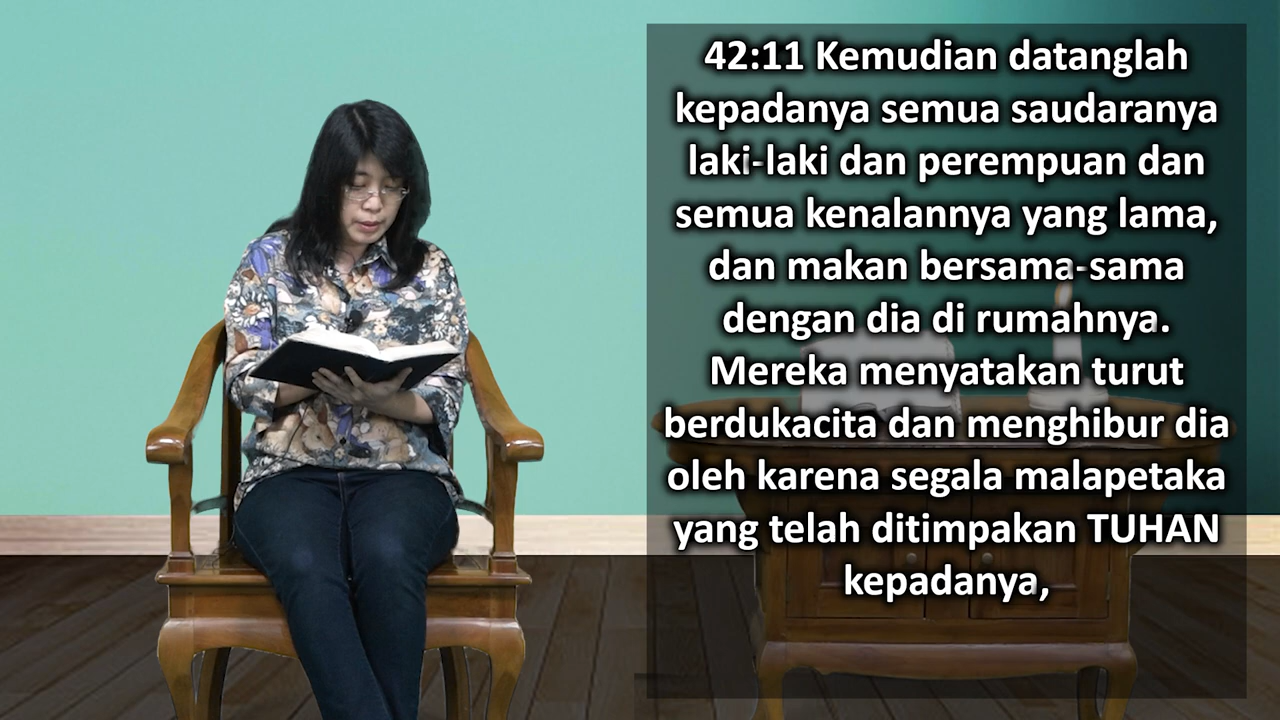 42:11 Kemudian datanglah
kepadanya semua saudaranya
laki-laki dan perempuan dan
semua kenalannya yang lama,
dan makan bersama-sama
dengan dia di rumahnya.
Mereka menyatakan turut
berdukacita dan menghibur dia
oleh karena segala malapetaka
yang telah ditimpakan TUHAN
kepadanya,